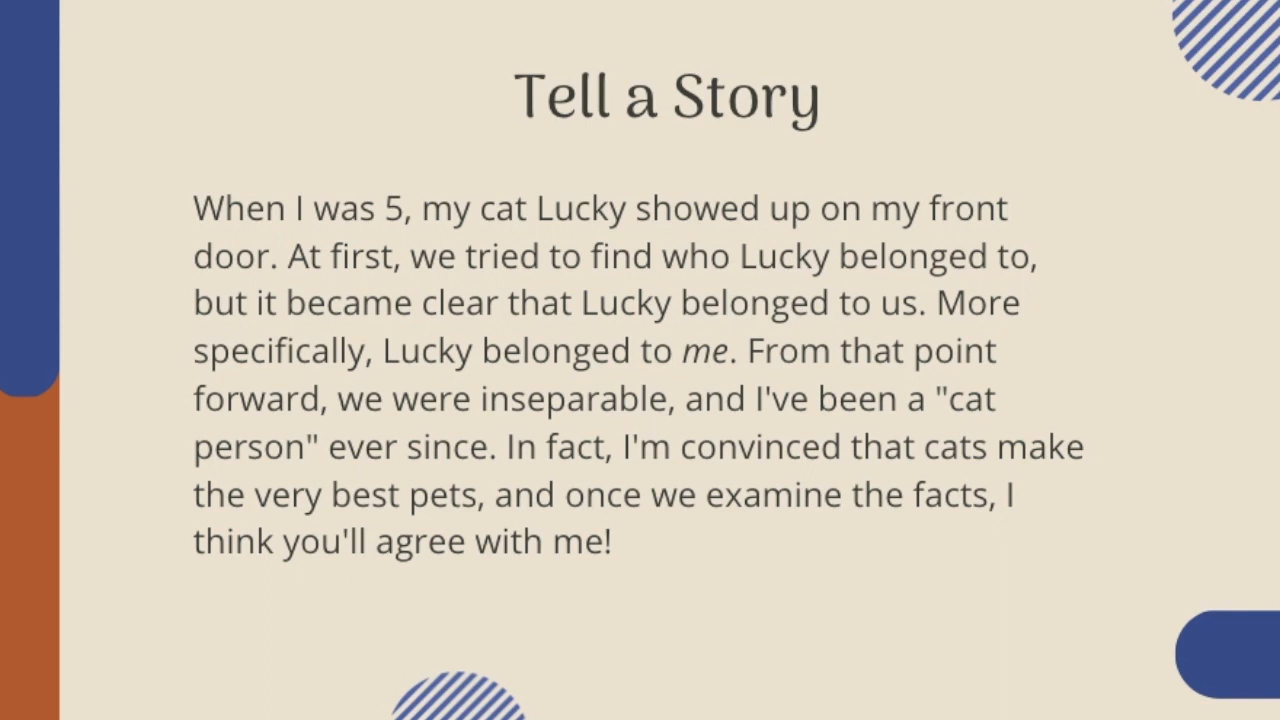 Tell a Story
When I was 5, my cat Lucky showed up on my front
door. At first, we tried to find who Lucky belonged to,
but it became clear that Lucky belonged to us. More
specifically, Lucky belonged to me. From that point
forward, we were inseparable, and I've been a "cat
person" ever since. In fact, I'm convinced that cats make
the very best pets, and once we examine the facts, I
think you'll agree with me!